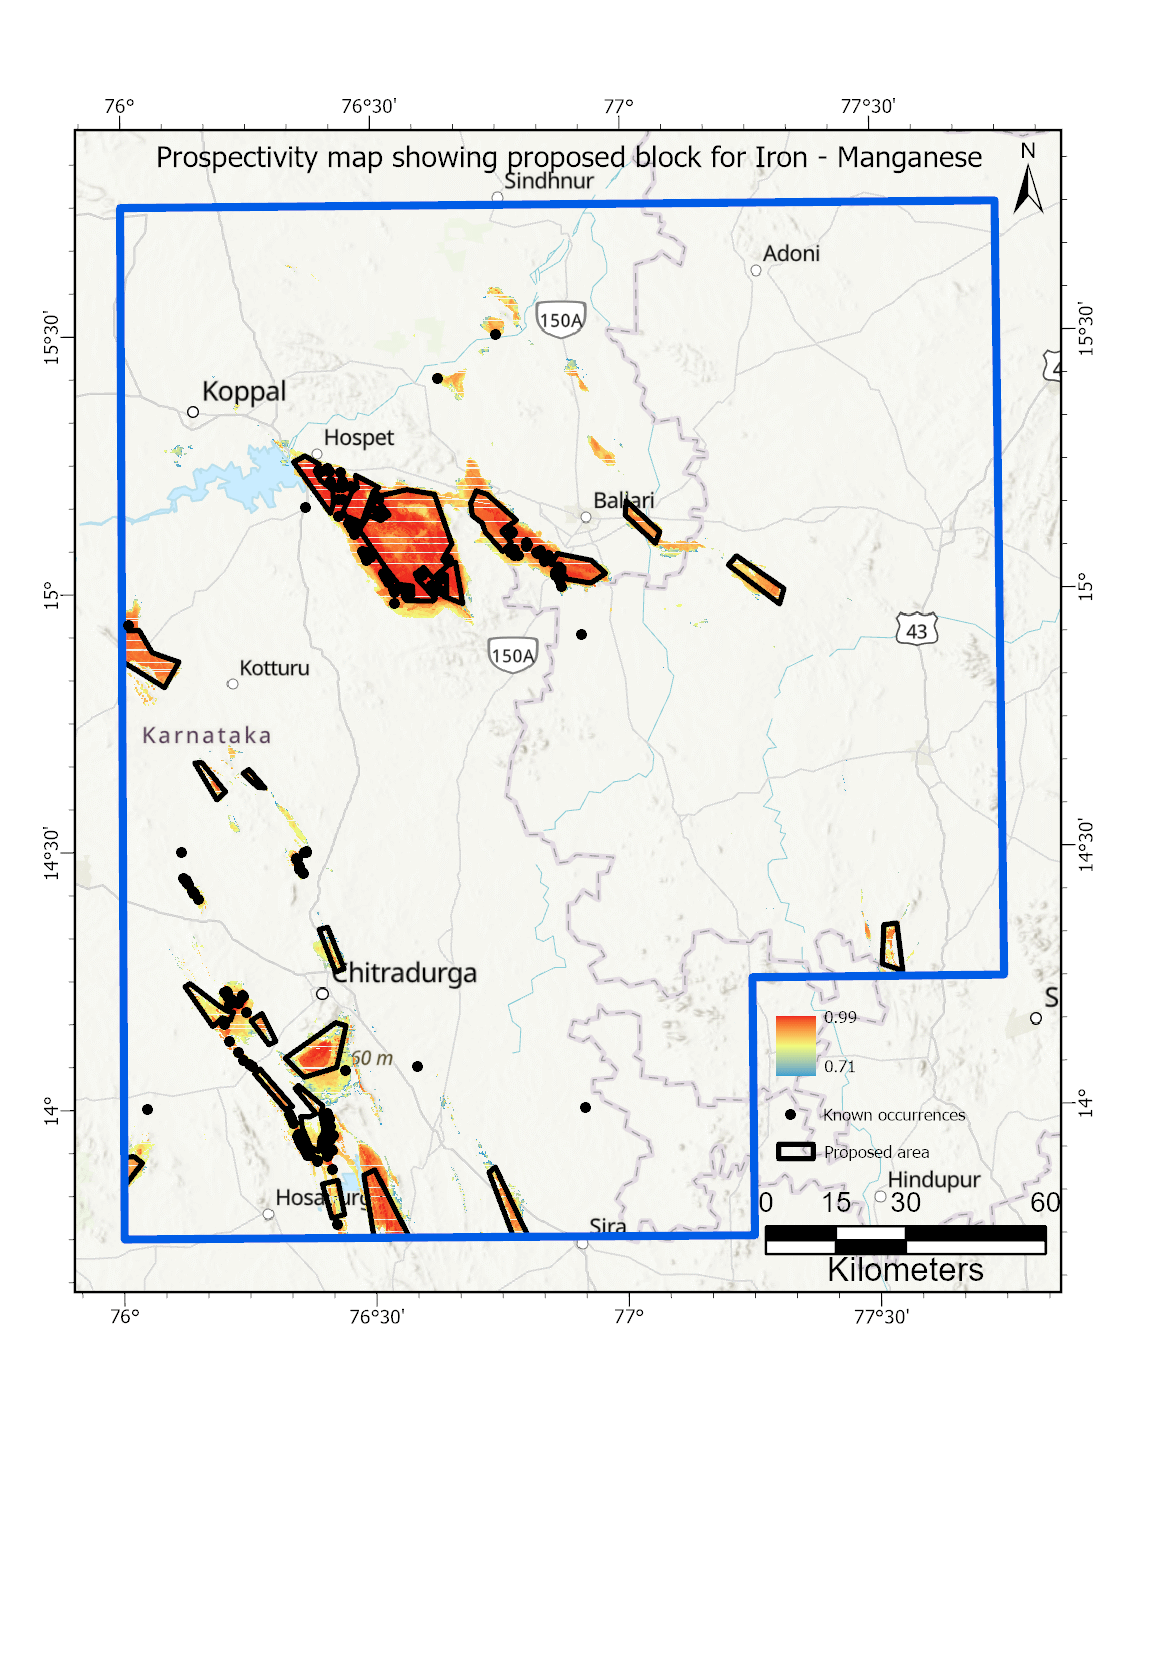 76° 76°30' 77° 77°30'
Prospectivity map showing proposed block for Iron - Manganese
N
Sindhnur
Adoni
150A
15°30' 15°30'
4
Koppal
Hospet
Ballari
15° 15°
43
150A
Kotturu
Karnataka
14°30' 14°30'
Chitradurga
S
0.99
60 m
0.71
14° 14°
Known occurrences
Proposed area
Hindupur
Hosadurga
0 15 30 60
Sira
Kilometers
76° 76°30' 77° 77°30'